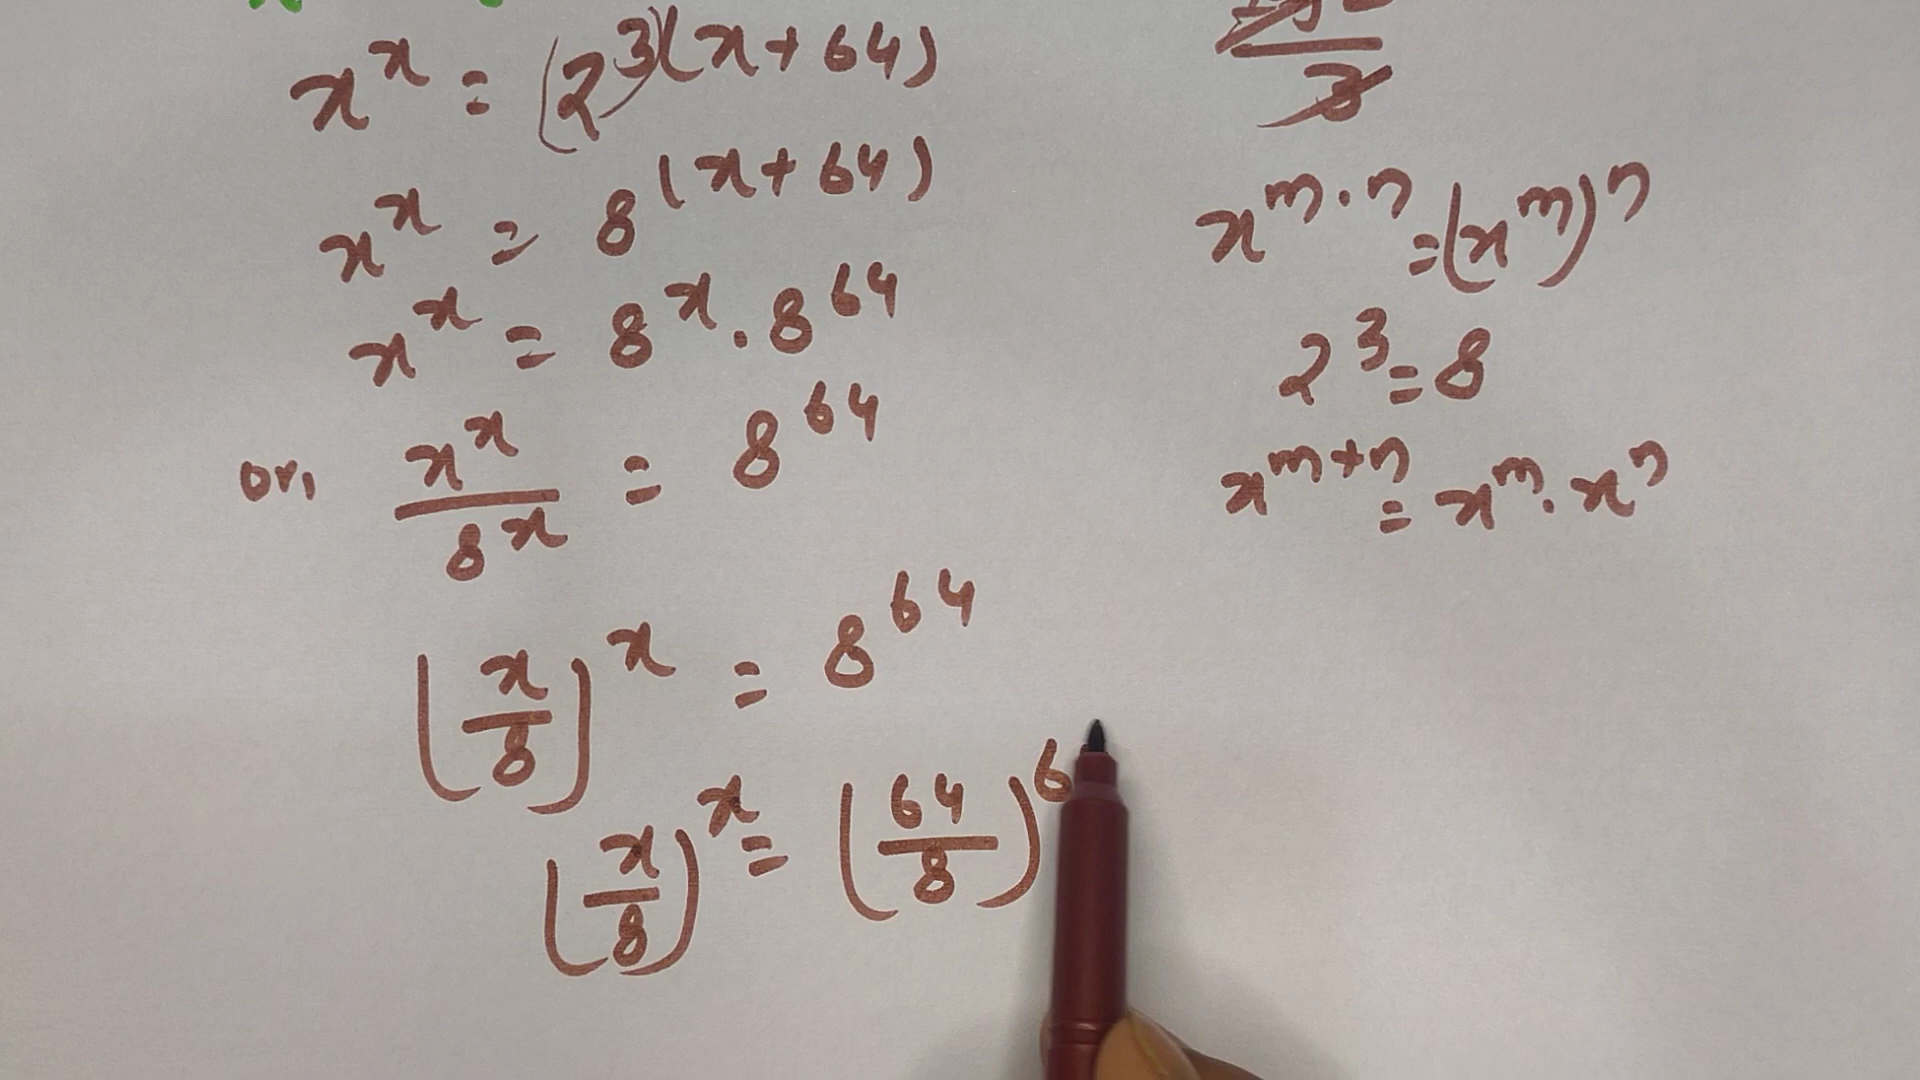 x^x = (2^3)^(x+64)
x^x = 8^(x+64)
x^x = 8^x . 8^64
or, x^x / 8^x = 8^64
(x/8)^x = 8^64
(x/8)^x = (64/8)^6
x^m.n = (x^m)^n
2^3 = 8
x^m+n = x^m . x^n